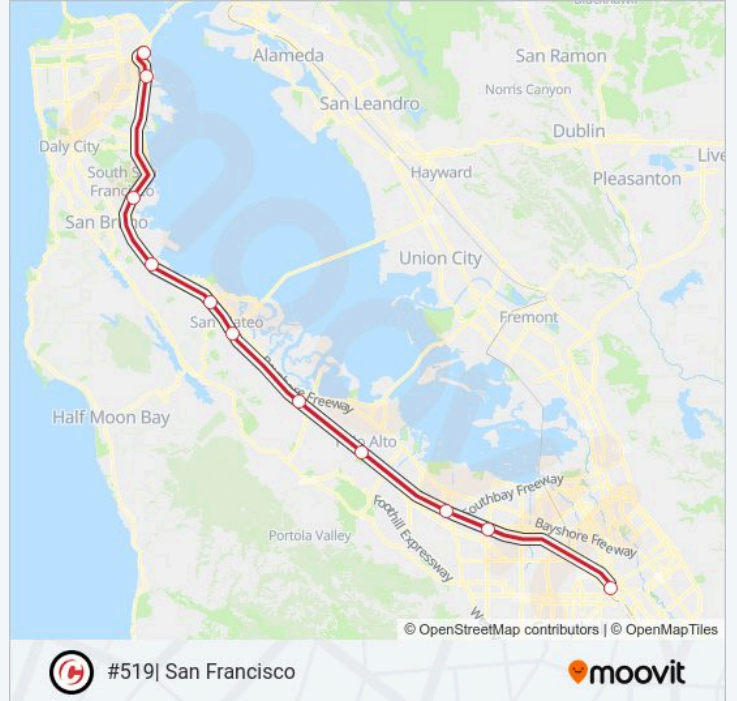 Alameda
San Ramon
Norris Canyon
San Leandro
Dublin
Daly City
Live
South S
Francisco
Hayward
Pleasanton
San Bruno
Union City
San Mateo
Fremont
Bayshore Freeway
Half Moon Bay
Palo Alto
Southbay Freeway
Foothill Expressway
Bayshore Freeway
Portola Valley
W
© OpenStreetMap contributors | © OpenMapTiles
C #519| San Francisco
moovit